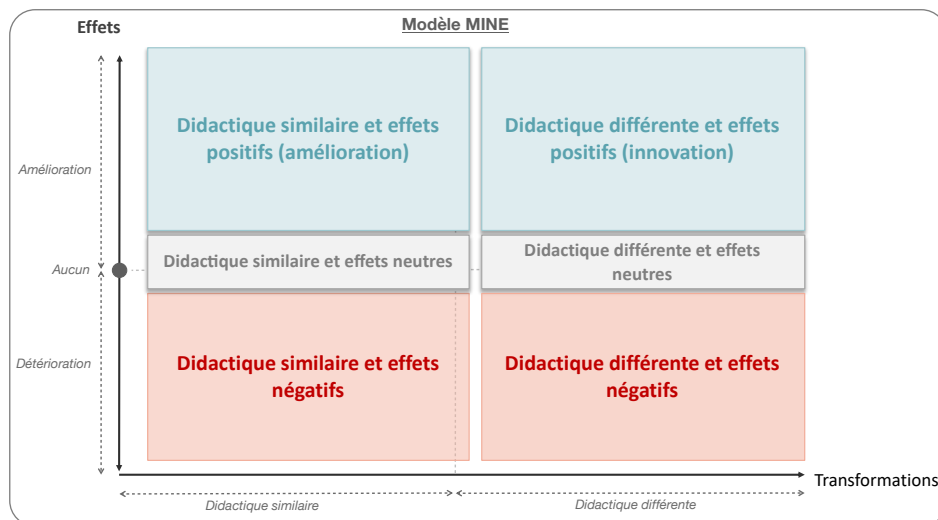 Modèle MINE
Effets
Didactique similaire et effets
positifs (amélioration)
Didactique différente et effets
positifs (innovation)
Amélioration
Didactique similaire et effets neutres
Didactique différente et effets
neutres
Aucun
Didactique similaire et effets
négatifs
Didactique différente et effets
négatifs
Détérioration
Transformations
Didactique similaire
Didactique différente